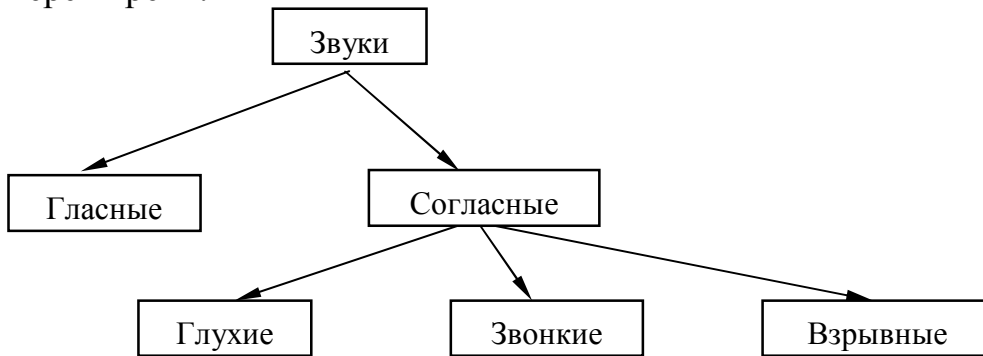 Звуки
Гласные
Согласные
Глухие
Звонкие
Взрывные